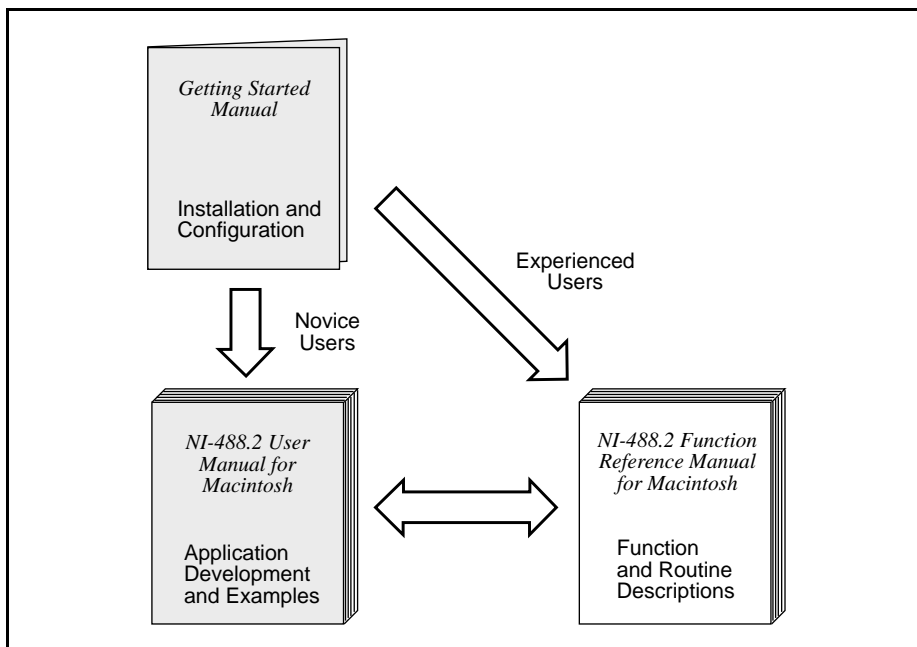 Getting Started
Manual
Installation and
Configuration
Experienced
Users
Novice
Users
NI-488.2 User
Manual for
Macintosh
Application
Development
and Examples
NI-488.2 Function
Reference Manual
for Macintosh
Function
and Routine
Descriptions